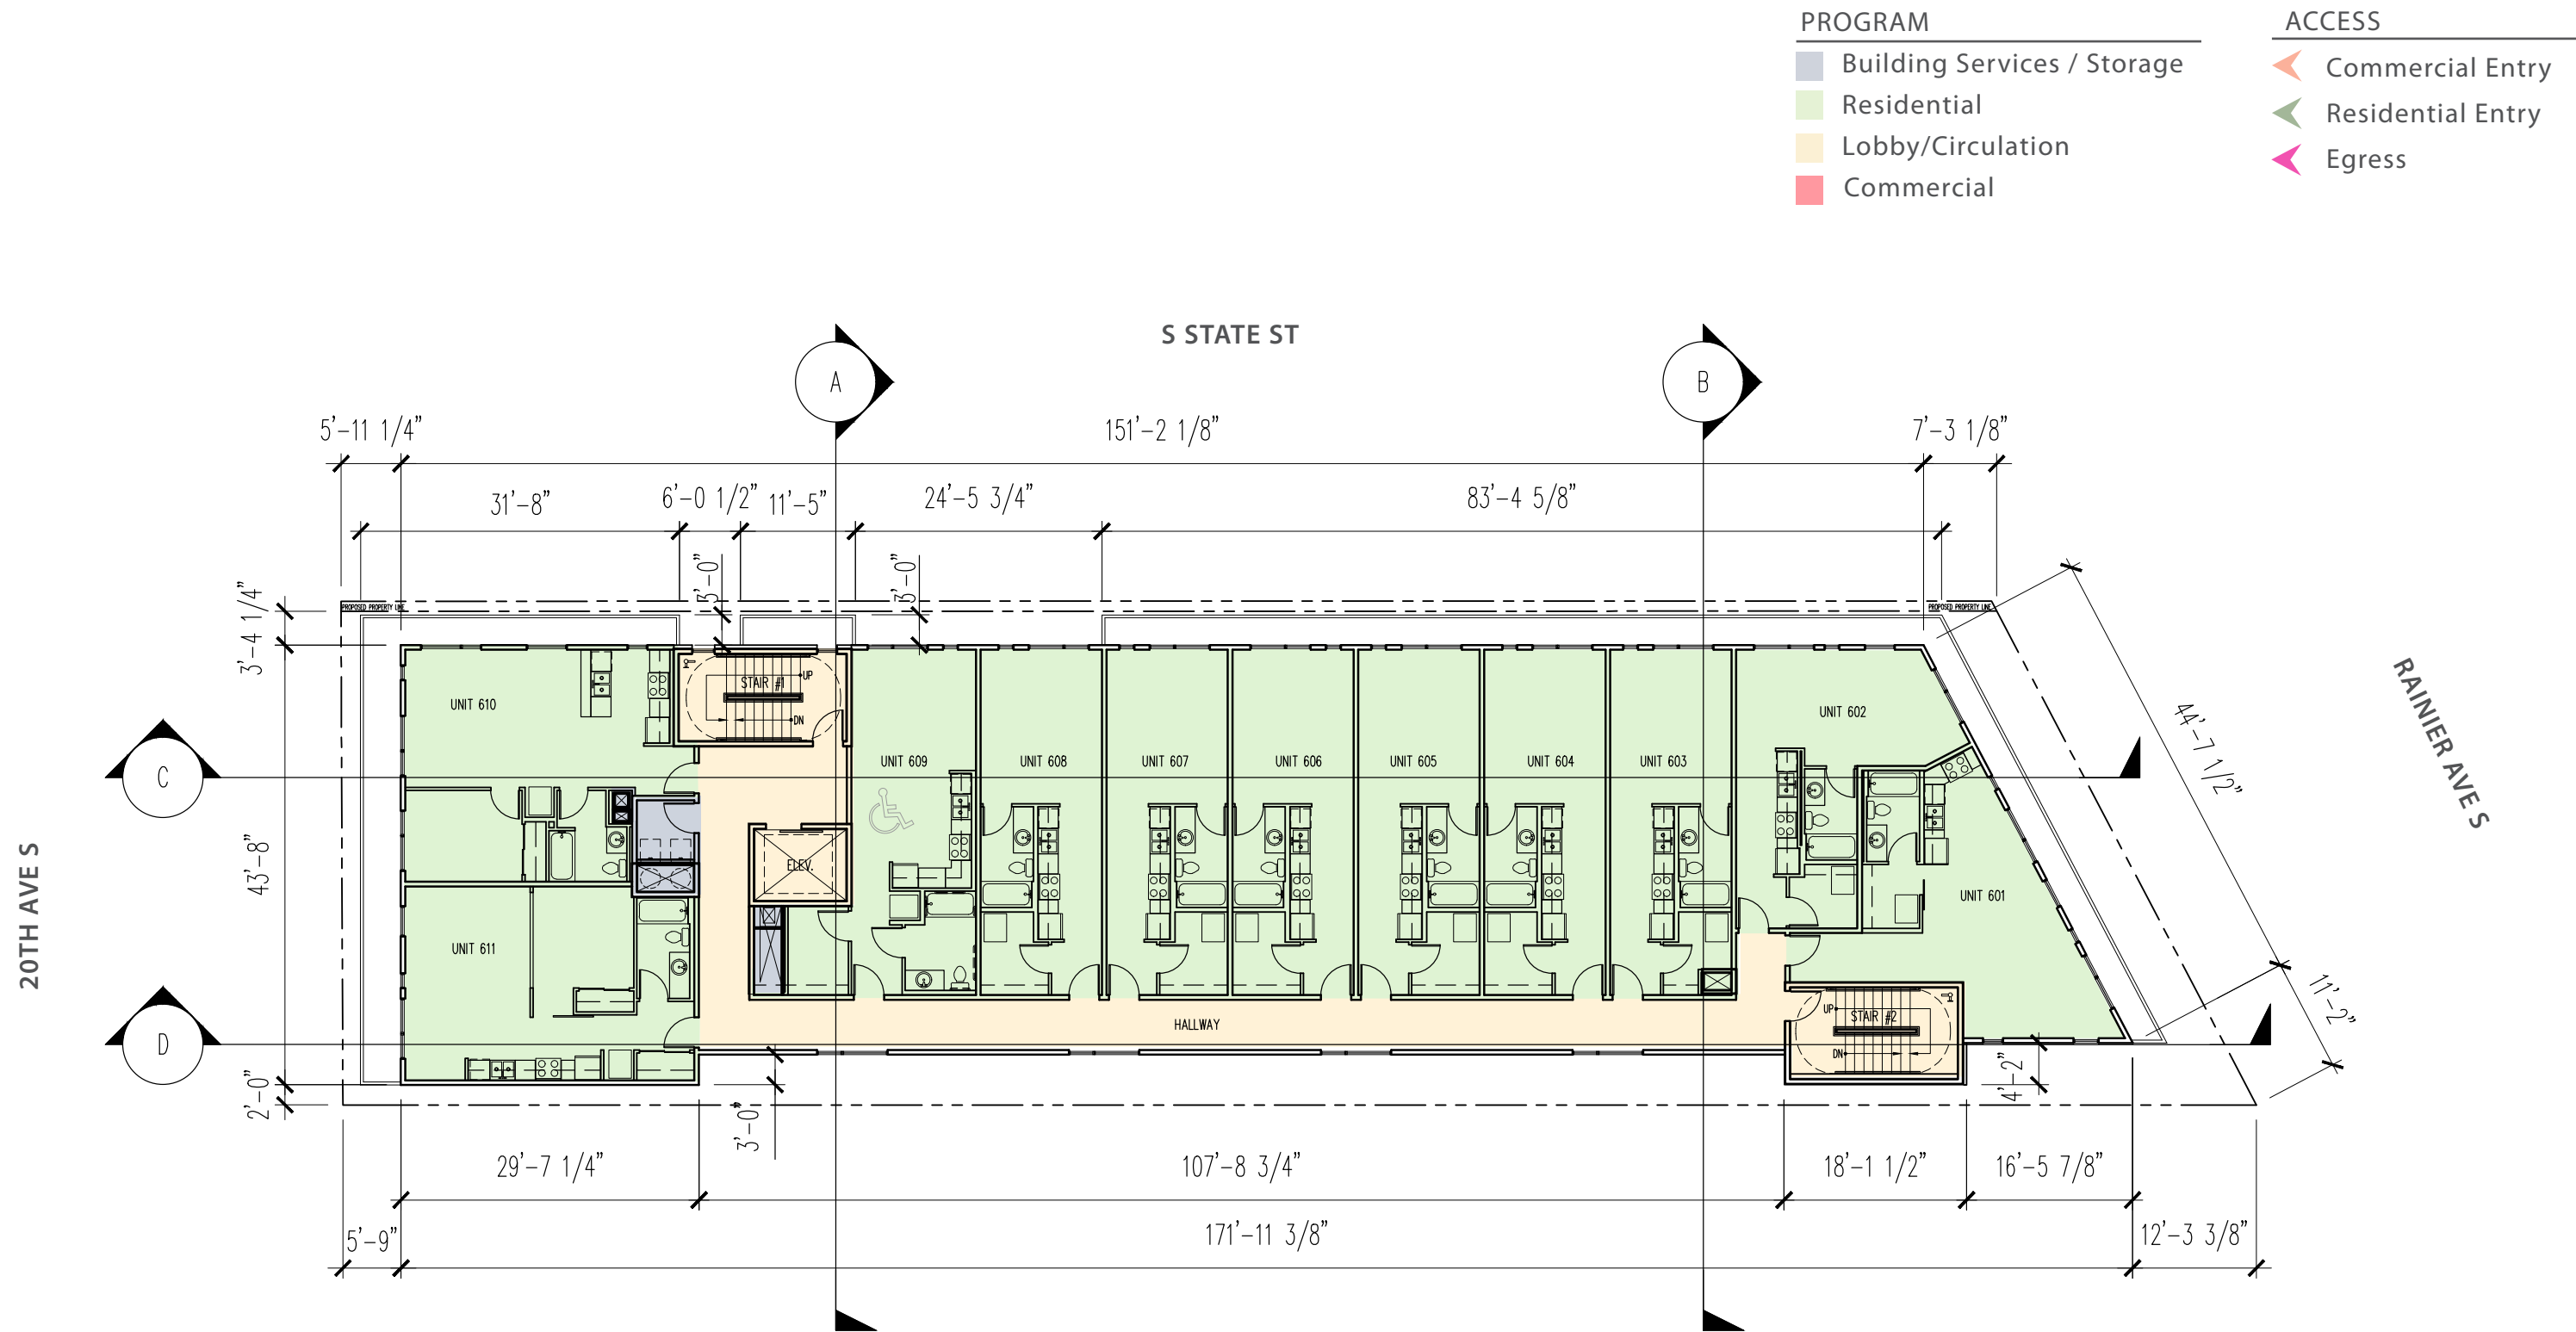 PROGRAM
Building Services / Storage
Residential
Lobby/Circulation
Commercial
ACCESS
Commercial Entry
Residential Entry
Egress
S STATE ST
A
B
5'-11 1/4"
151'-2 1/8"
7'-3 1/8"
31'-8"
6'-0 1/2"
11'-5"
24'-5 3/4"
83'-4 5/8"
3'-0"
3'-0"
3'-4 1/4"
PROPOSED PROPERTY LINE
PROPOSED PROPERTY LINE
44'-7 1/2"
RAINIER AVE S
UNIT 610
STAIR #1
UP
DN
UNIT 602
UNIT 609
UNIT 608
UNIT 607
UNIT 606
UNIT 605
UNIT 604
UNIT 603
C
43'-8"
ELEV.
20TH AVE S
UNIT 601
UNIT 611
11'-2"
HALLWAY
UP
STAIR #2
DN
D
2'-0"
3'-0"
4'-2"
29'-7 1/4"
107'-8 3/4"
18'-1 1/2"
16'-5 7/8"
5'-9"
171'-11 3/8"
12'-3 3/8"